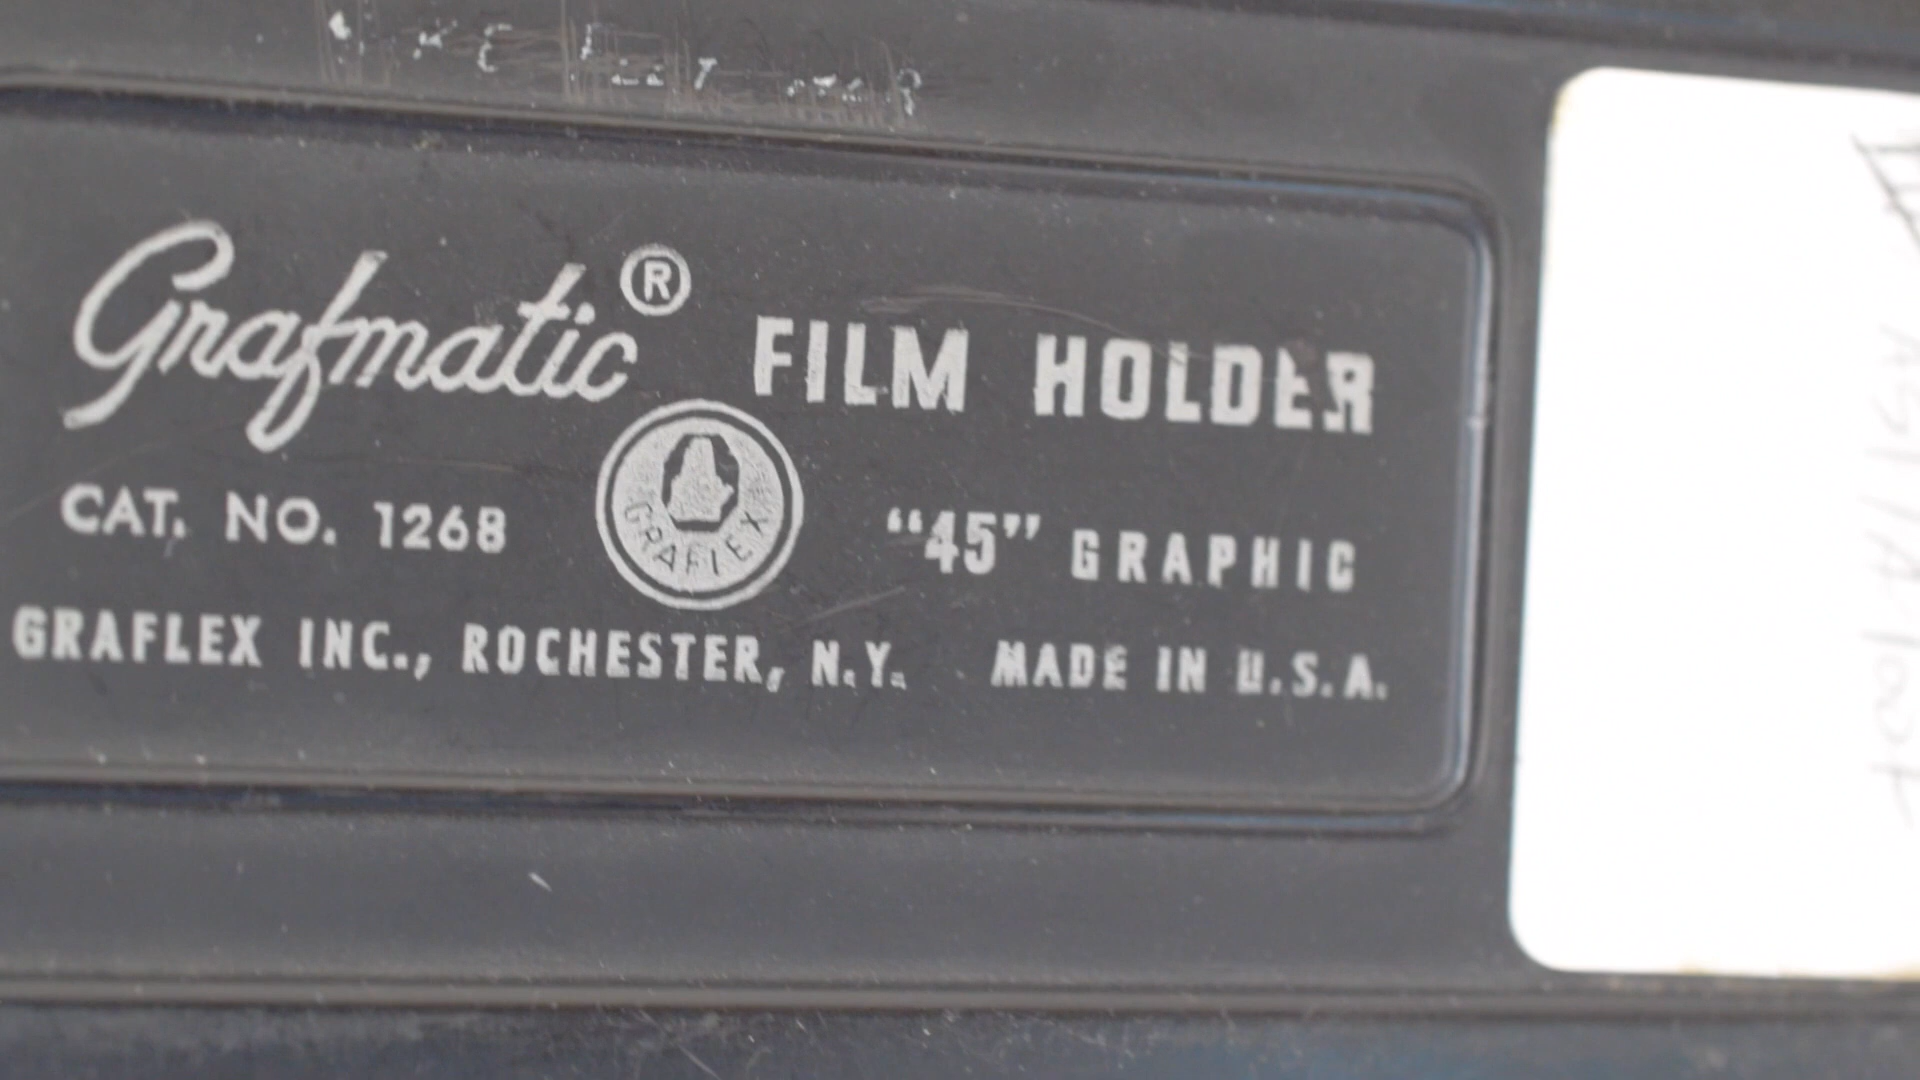 Grafmatic® FILM HOLDER
CAT. NO. 1268
GRAFLEX
“45” GRAPHIC
GRAFLEX INC., ROCHESTER, N.Y. MADE IN U.S.A.